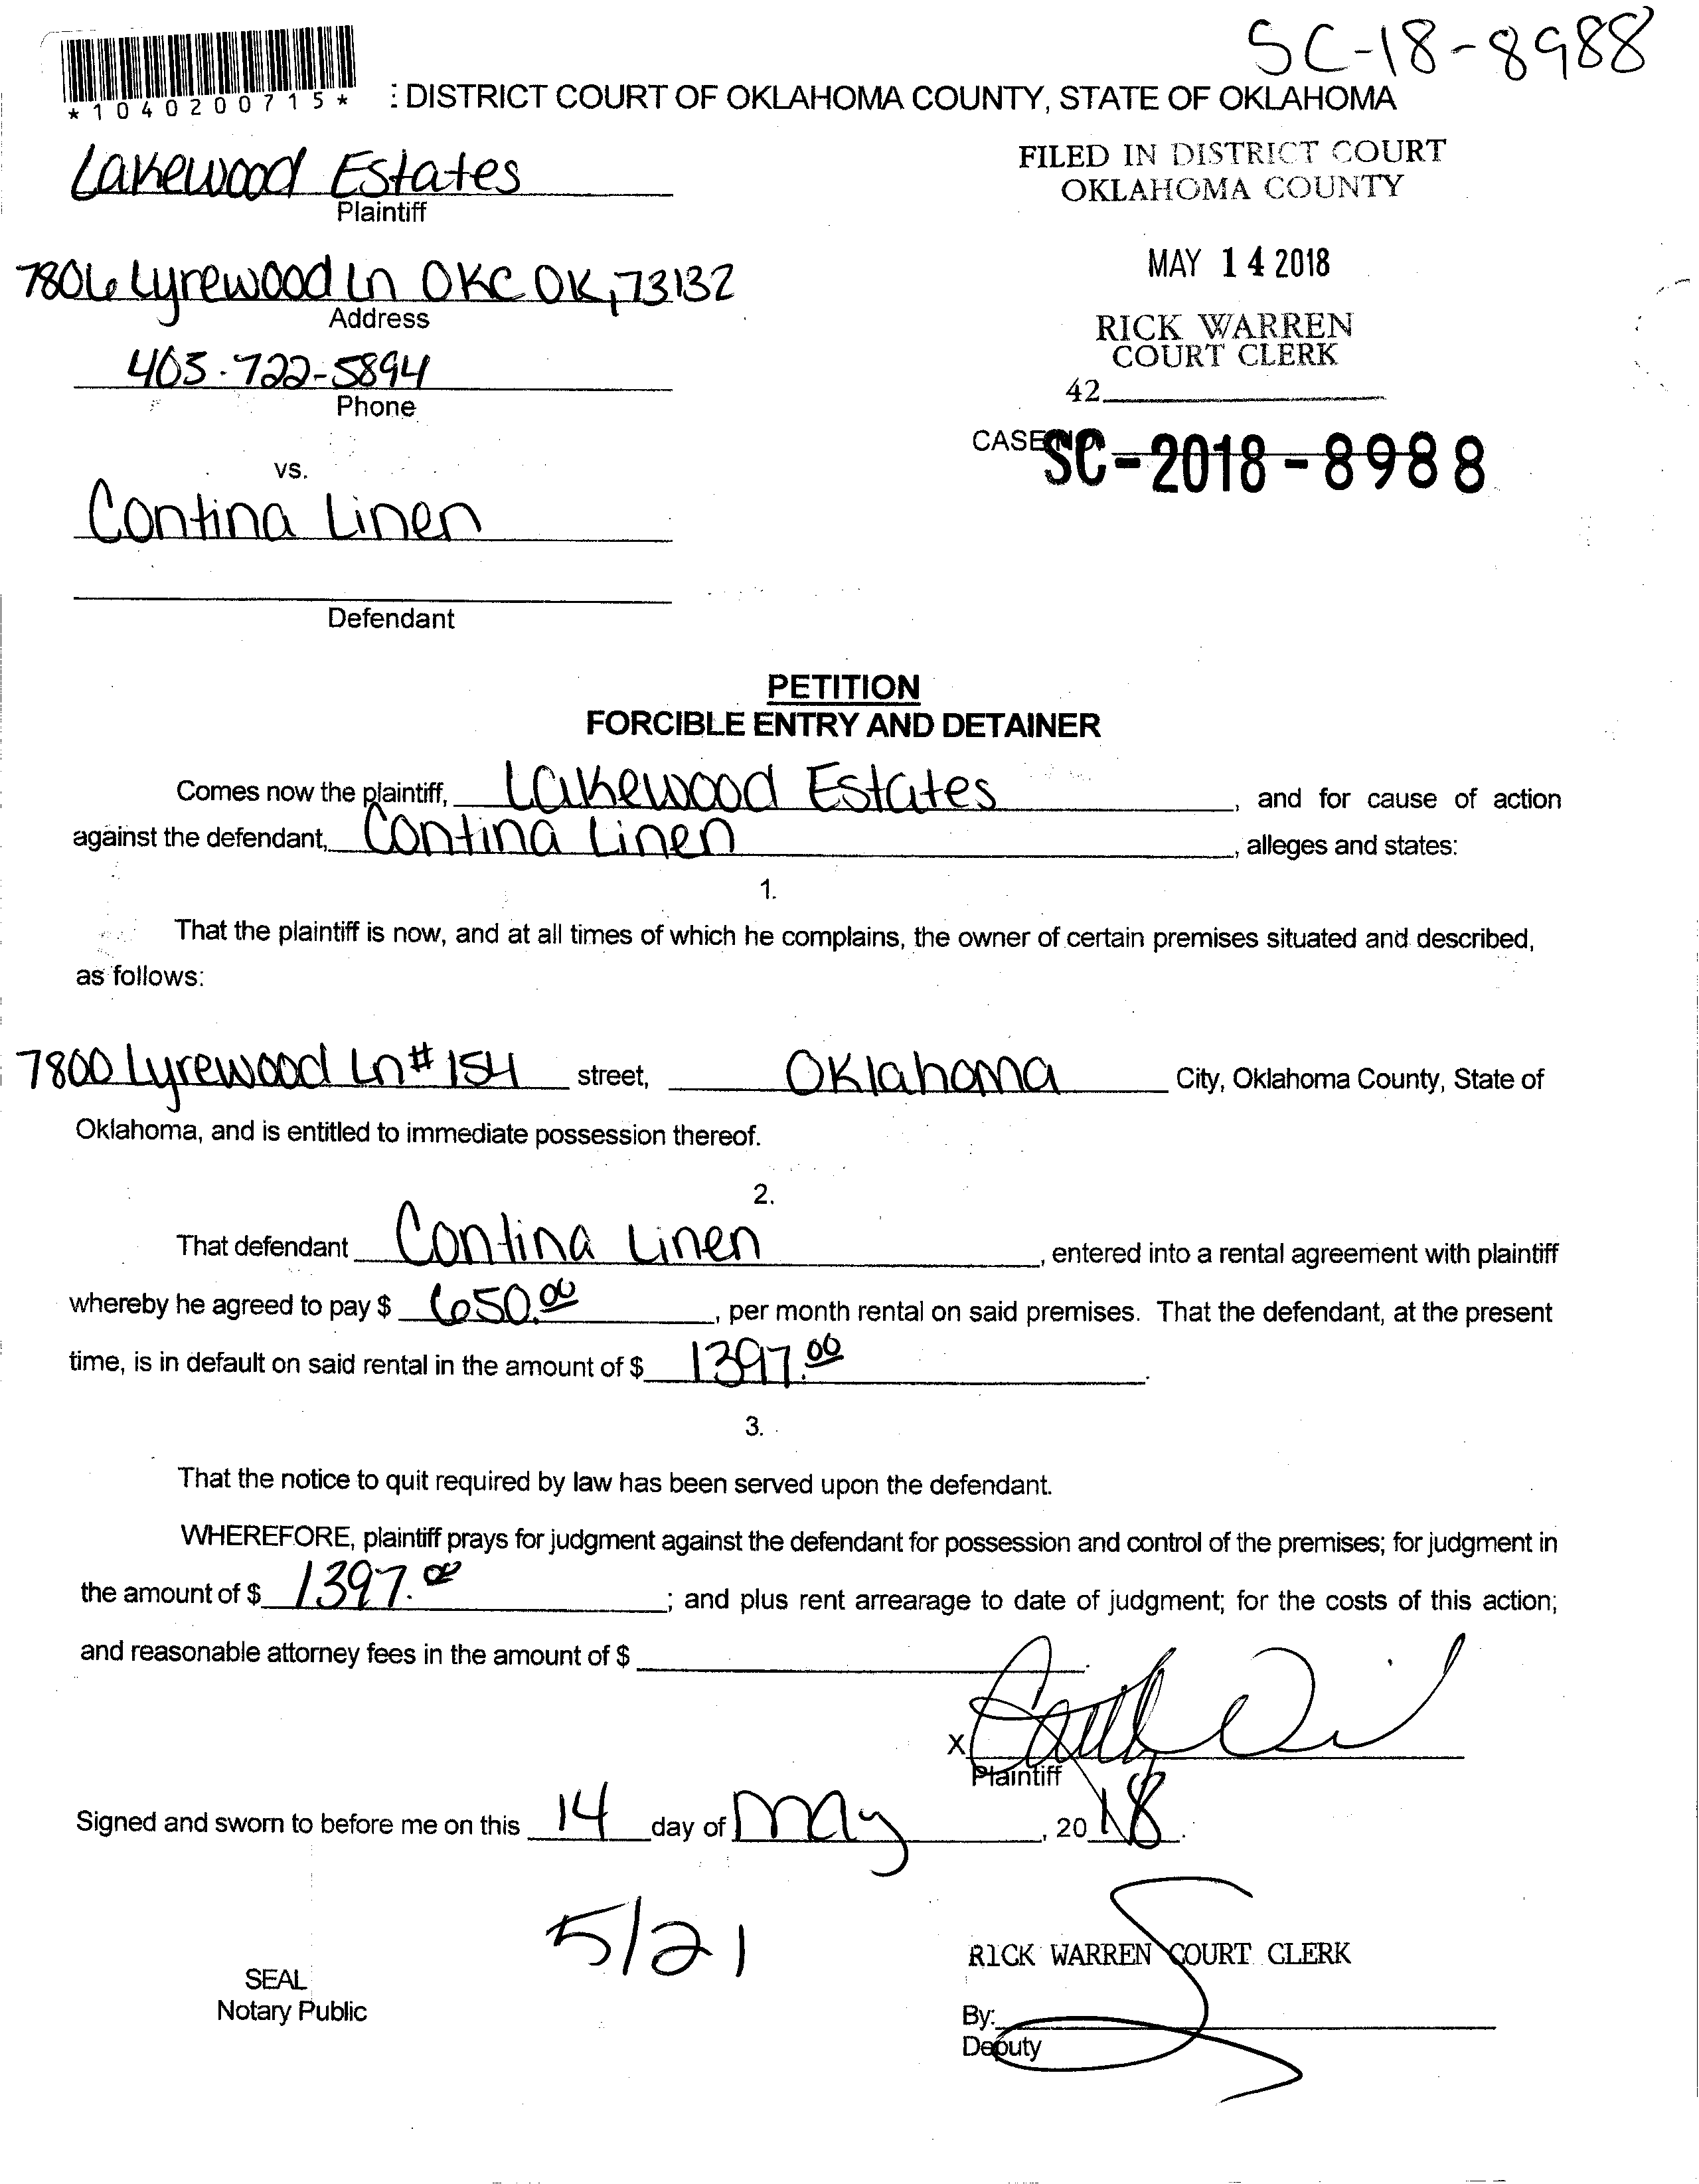 SC-18-8988
*1040200715*
: DISTRICT COURT OF OKLAHOMA COUNTY, STATE OF OKLAHOMA
Lakewood Estates
Plaintiff
FILED IN DISTRICT COURT
OKLAHOMA COUNTY
7806 Lyrewood Ln OKC OK, 73132
Address
MAY 14 2018
405-722-5894
Phone
RICK WARREN
COURT CLERK
42
vs.
CASE NO. SC-2018-8988
Contina Linen
Defendant
PETITION
FORCIBLE ENTRY AND DETAINER
Comes now the plaintiff, Lakewood Estates, and for cause of action
against the defendant, Contina Linen, alleges and states:
1.
That the plaintiff is now, and at all times of which he complains, the owner of certain premises situated and described,
as follows:
7800 Lyrewood Ln # 154 street, Oklahoma City, Oklahoma County, State of
Oklahoma, and is entitled to immediate possession thereof.
2.
That defendant Contina Linen, entered into a rental agreement with plaintiff
whereby he agreed to pay $ 650.00, per month rental on said premises. That the defendant, at the present
time, is in default on said rental in the amount of $ 1397.00.
3.
That the notice to quit required by law has been served upon the defendant.
WHEREFORE, plaintiff prays for judgment against the defendant for possession and control of the premises; for judgment in
the amount of $ 1397.00; and plus rent arrearage to date of judgment; for the costs of this action;
and reasonable attorney fees in the amount of $ .
X
Plaintiff
Signed and sworn to before me on this 14 day of May, 2018.
5/21
RICK WARREN COURT CLERK
SEAL
Notary Public
By:
Deputy